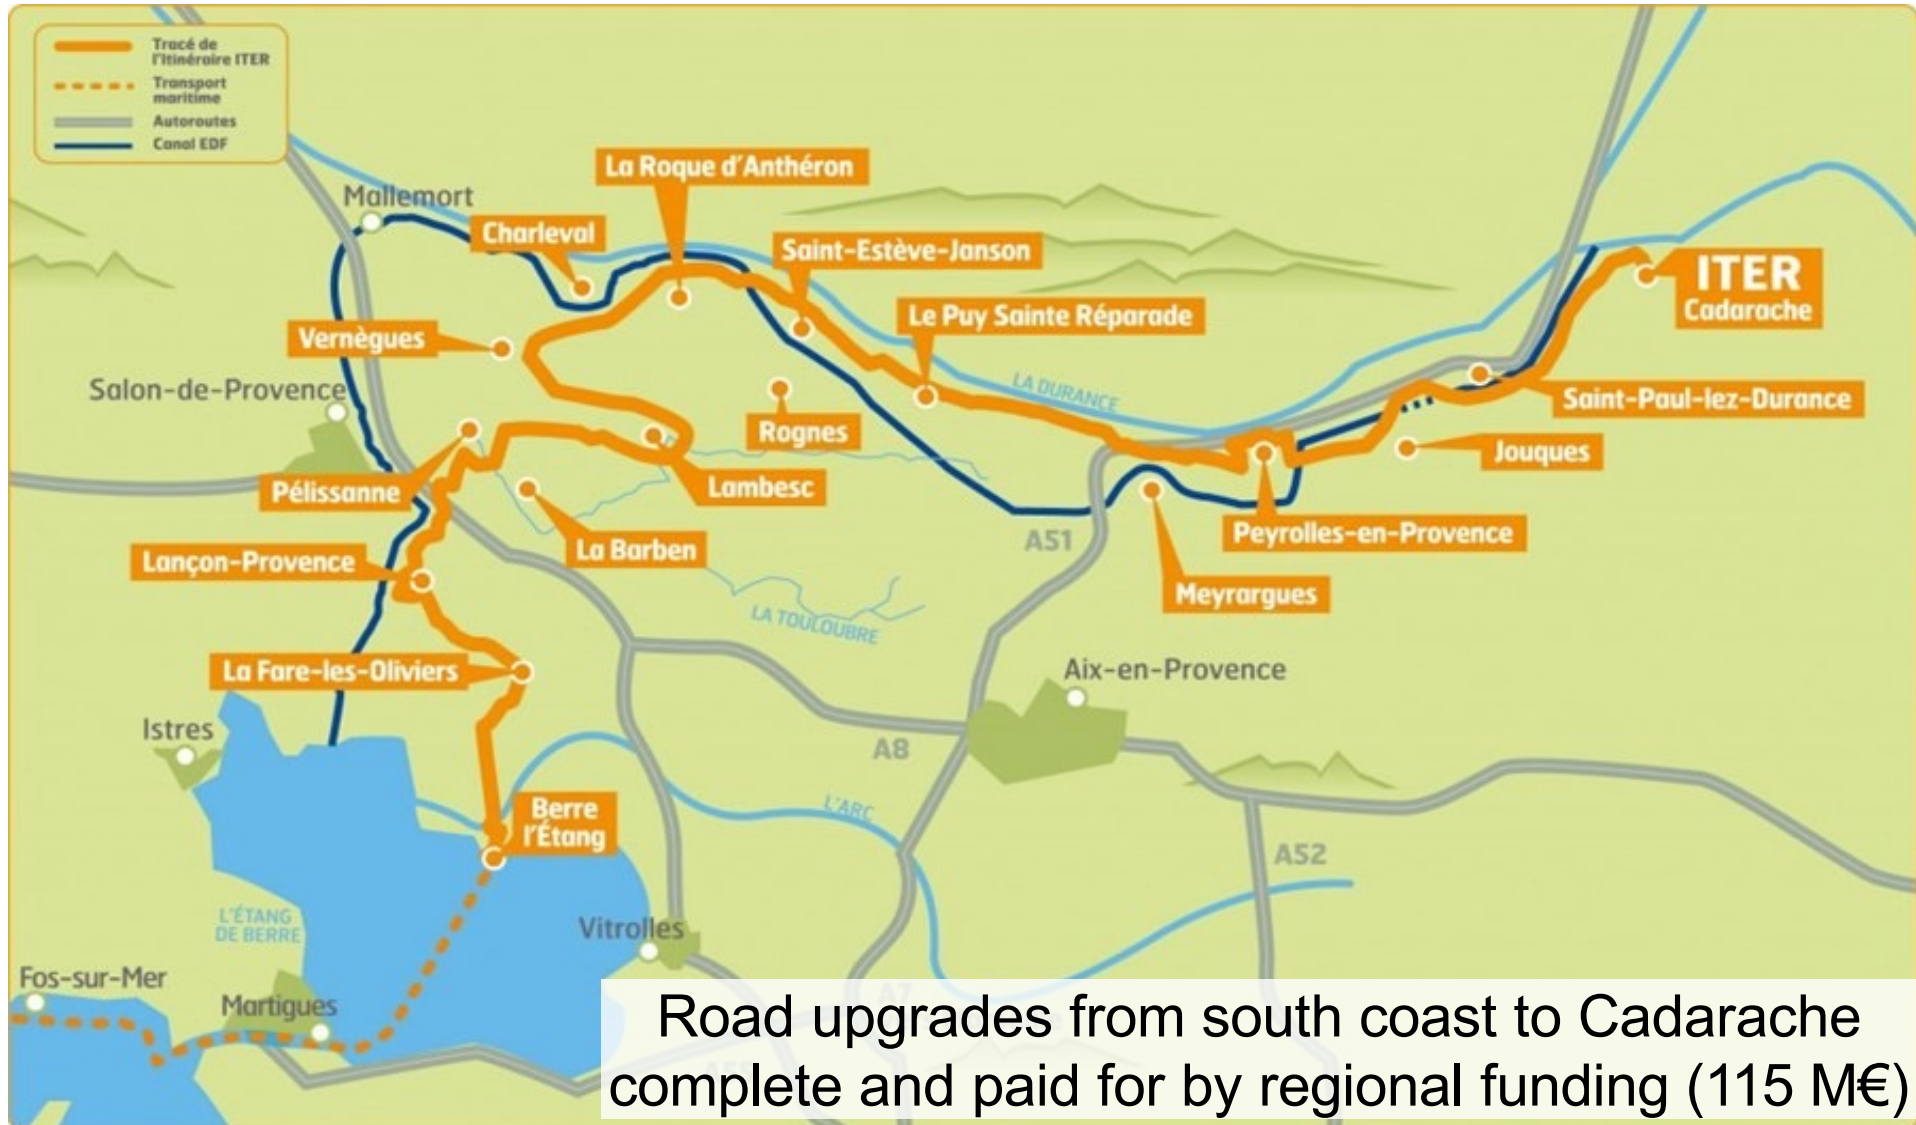 Tracé de
l'Itinéraire ITER
Transport
maritime
Autoroutes
Canal EDF
La Roque d'Anthéron
Mallemort
Charleval
Saint-Estève-Janson
ITER
Cadarache
Le Puy Sainte Réparade
Vernègues
Salon-de-Provence
LA DURANCE
Saint-Paul-lez-Durance
Rognes
Jouques
Pélissanne
Lambesc
Peyrolles-en-Provence
A51
La Barben
Lançon-Provence
Meyrargues
LA TOULOUBRE
La Fare-les-Oliviers
Aix-en-Provence
Istres
A8
Berre
l'Étang
L'ARC
A52
L'ÉTANG
DE BERRE
Vitrolles
Fos-sur-Mer
Martigues
A7
Road upgrades from south coast to Cadarache
complete and paid for by regional funding (115 M€)